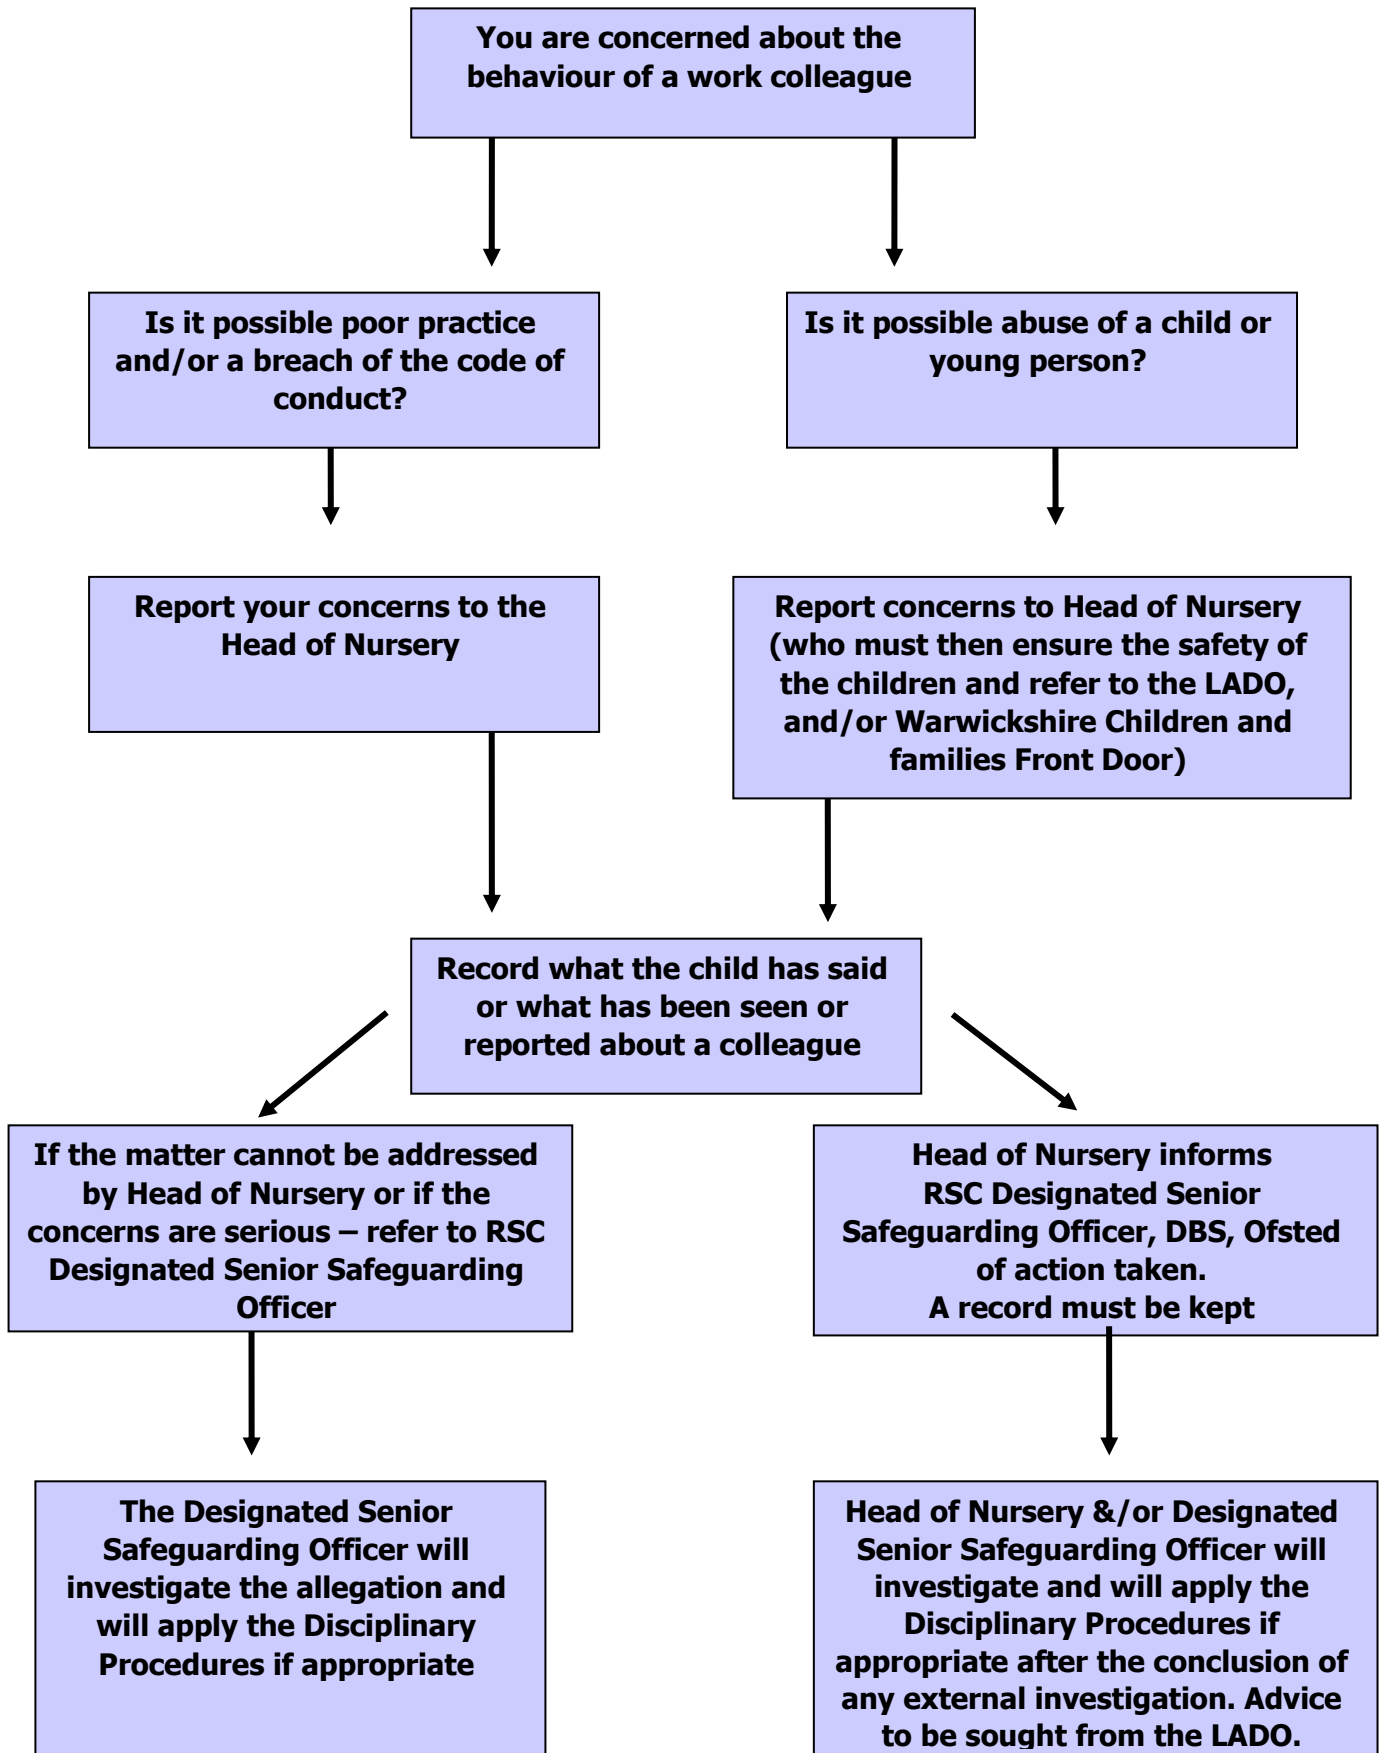 You are concerned about the
behaviour of a work colleague
Is it possible poor practice
and/or a breach of the code of
conduct?
Is it possible abuse of a child or
young person?
Report your concerns to the
Head of Nursery
Report concerns to Head of Nursery
(who must then ensure the safety of
the children and refer to the LADO,
and/or Warwickshire Children and
families Front Door)
Record what the child has said
or what has been seen or
reported about a colleague
If the matter cannot be addressed
by Head of Nursery or if the
concerns are serious – refer to RSC
Designated Senior Safeguarding
Officer
Head of Nursery informs
RSC Designated Senior
Safeguarding Officer, DBS, Ofsted
of action taken.
A record must be kept
The Designated Senior
Safeguarding Officer will
investigate the allegation and
will apply the Disciplinary
Procedures if appropriate
Head of Nursery &/or Designated
Senior Safeguarding Officer will
investigate and will apply the
Disciplinary Procedures if
appropriate after the conclusion of
any external investigation. Advice
to be sought from the LADO.